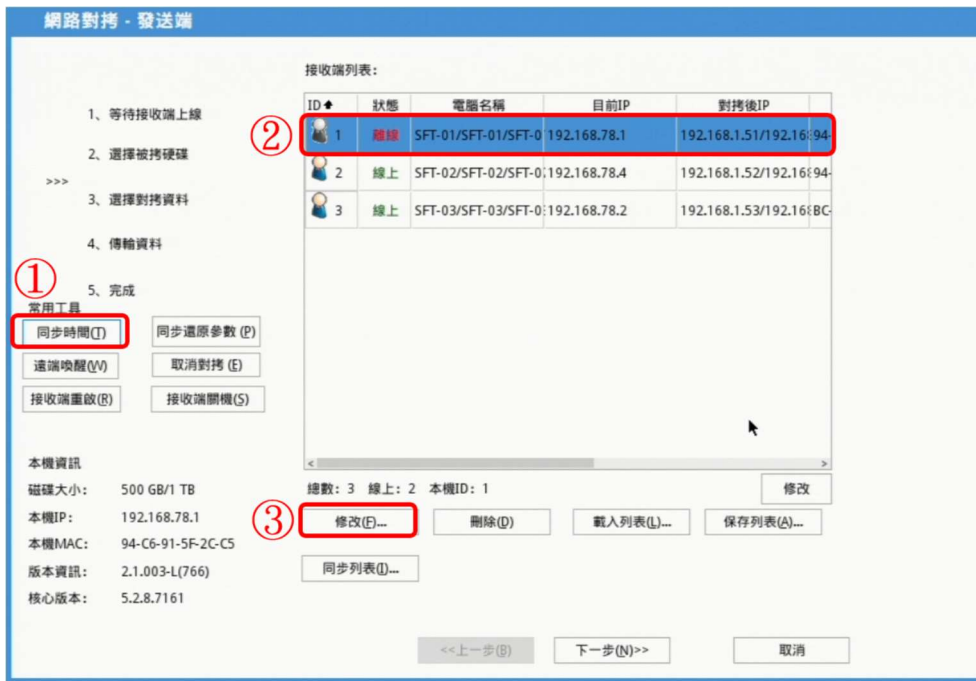 網路對拷 - 發送端
接收端列表:
ID 狀態 電腦名稱 目前IP 對拷後IP
1 離線 SFT-01/SFT-01/SFT-0 192.168.78.1 192.168.1.51/192.16 94-
2 線上 SFT-02/SFT-02/SFT-0 192.168.78.4 192.168.1.52/192.16 94-
3 線上 SFT-03/SFT-03/SFT-0 192.168.78.2 192.168.1.53/192.16 BC-
②
1、等待接收端上線
2、選擇被拷硬碟
>>>
3、選擇對拷資料
4、傳輸資料
5、完成
①
常用工具
同步時間(T) 同步還原參數 (P)
遠端喚醒(W) 取消對拷 (E)
接收端重啟(R) 接收端關機(S)
本機資訊
磁碟大小: 500 GB/1 TB
本機IP: 192.168.78.1
本機MAC: 94-C6-91-5F-2C-C5
版本資訊: 2.1.003-L(766)
核心版本: 5.2.8.7161
總數: 3 線上: 2 本機ID: 1
修改
③
修改(F)... 刪除(D) 載入列表(L)... 保存列表(A)...
同步列表(I)...
<<上一步(B) 下一步(N)>> 取消